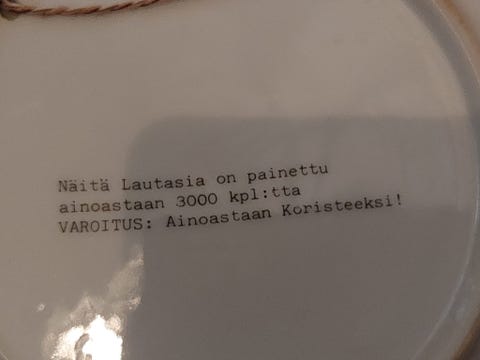 Näitä Lautasia on painettu
ainoastaan 3000 kpl:tta
VAROITUS: Ainoastaan Koristeeksi!